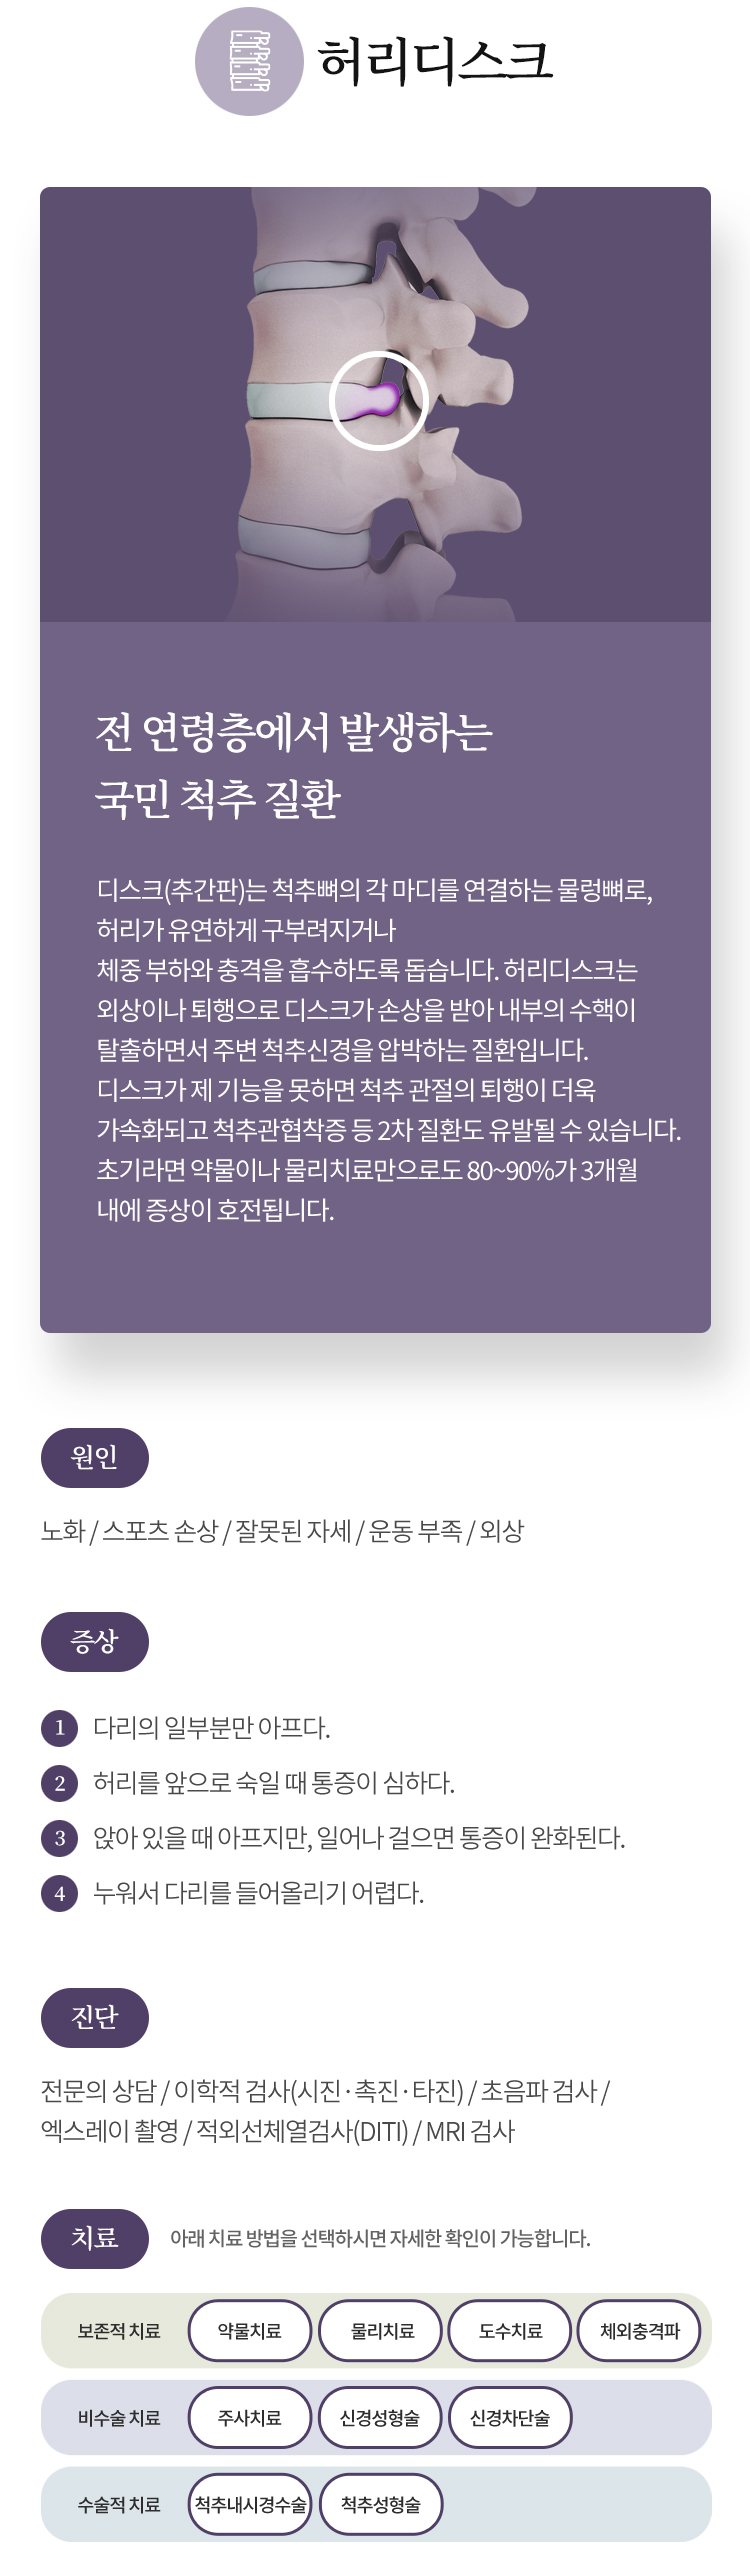 허리디스크
전 연령층에서 발생하는
국민 척추 질환
디스크(추간판)는 척추뼈의 각 마디를 연결하는 물렁뼈로,
허리가 유연하게 구부려지거나
체중 부하와 충격을 흡수하도록 돕습니다. 허리디스크는
외상이나 퇴행으로 디스크가 손상을 받아 내부의 수핵이
탈출하면서 주변 척추신경을 압박하는 질환입니다.
디스크가 제 기능을 못하면 척추 관절의 퇴행이 더욱
가속화되고 척추관협착증 등 2차 질환도 유발될 수 있습니다.
초기라면 약물이나 물리치료만으로도 80~90%가 3개월
내에 증상이 호전됩니다.
원인
노화 / 스포츠 손상 / 잘못된 자세 / 운동 부족 / 외상
증상
1 다리의 일부분만 아프다.
2 허리를 앞으로 숙일 때 통증이 심하다.
3 앉아 있을 때 아프지만, 일어나 걸으면 통증이 완화된다.
4 누워서 다리를 들어올리기 어렵다.
진단
전문의 상담 / 이학적 검사(시진·촉진·타진) / 초음파 검사 /
엑스레이 촬영 / 적외선체열검사(DITI) / MRI 검사
치료 아래 치료 방법을 선택하시면 자세한 확인이 가능합니다.
보존적 치료 약물치료 물리치료 도수치료 체외충격파
비수술 치료 주사치료 신경성형술 신경차단술
수술적 치료 척추내시경수술 척추성형술